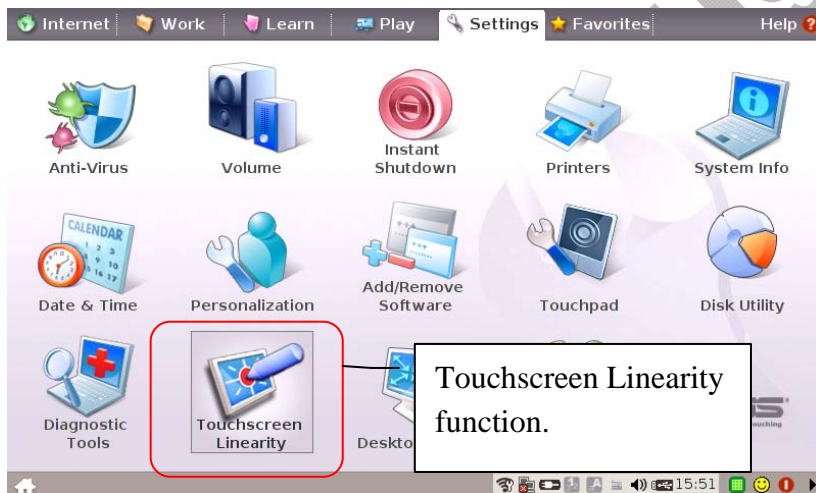 Internet Work Learn Play Settings Favorites Help
Anti-Virus
Volume
Instant
Shutdown
Printers
System Info
CALENDAR
Date & Time
Personalization
Add/Remove
Software
Touchpad
Disk Utility
Diagnostic
Tools
Touchscreen
Linearity
Touchscreen Linearity
function.
15:51